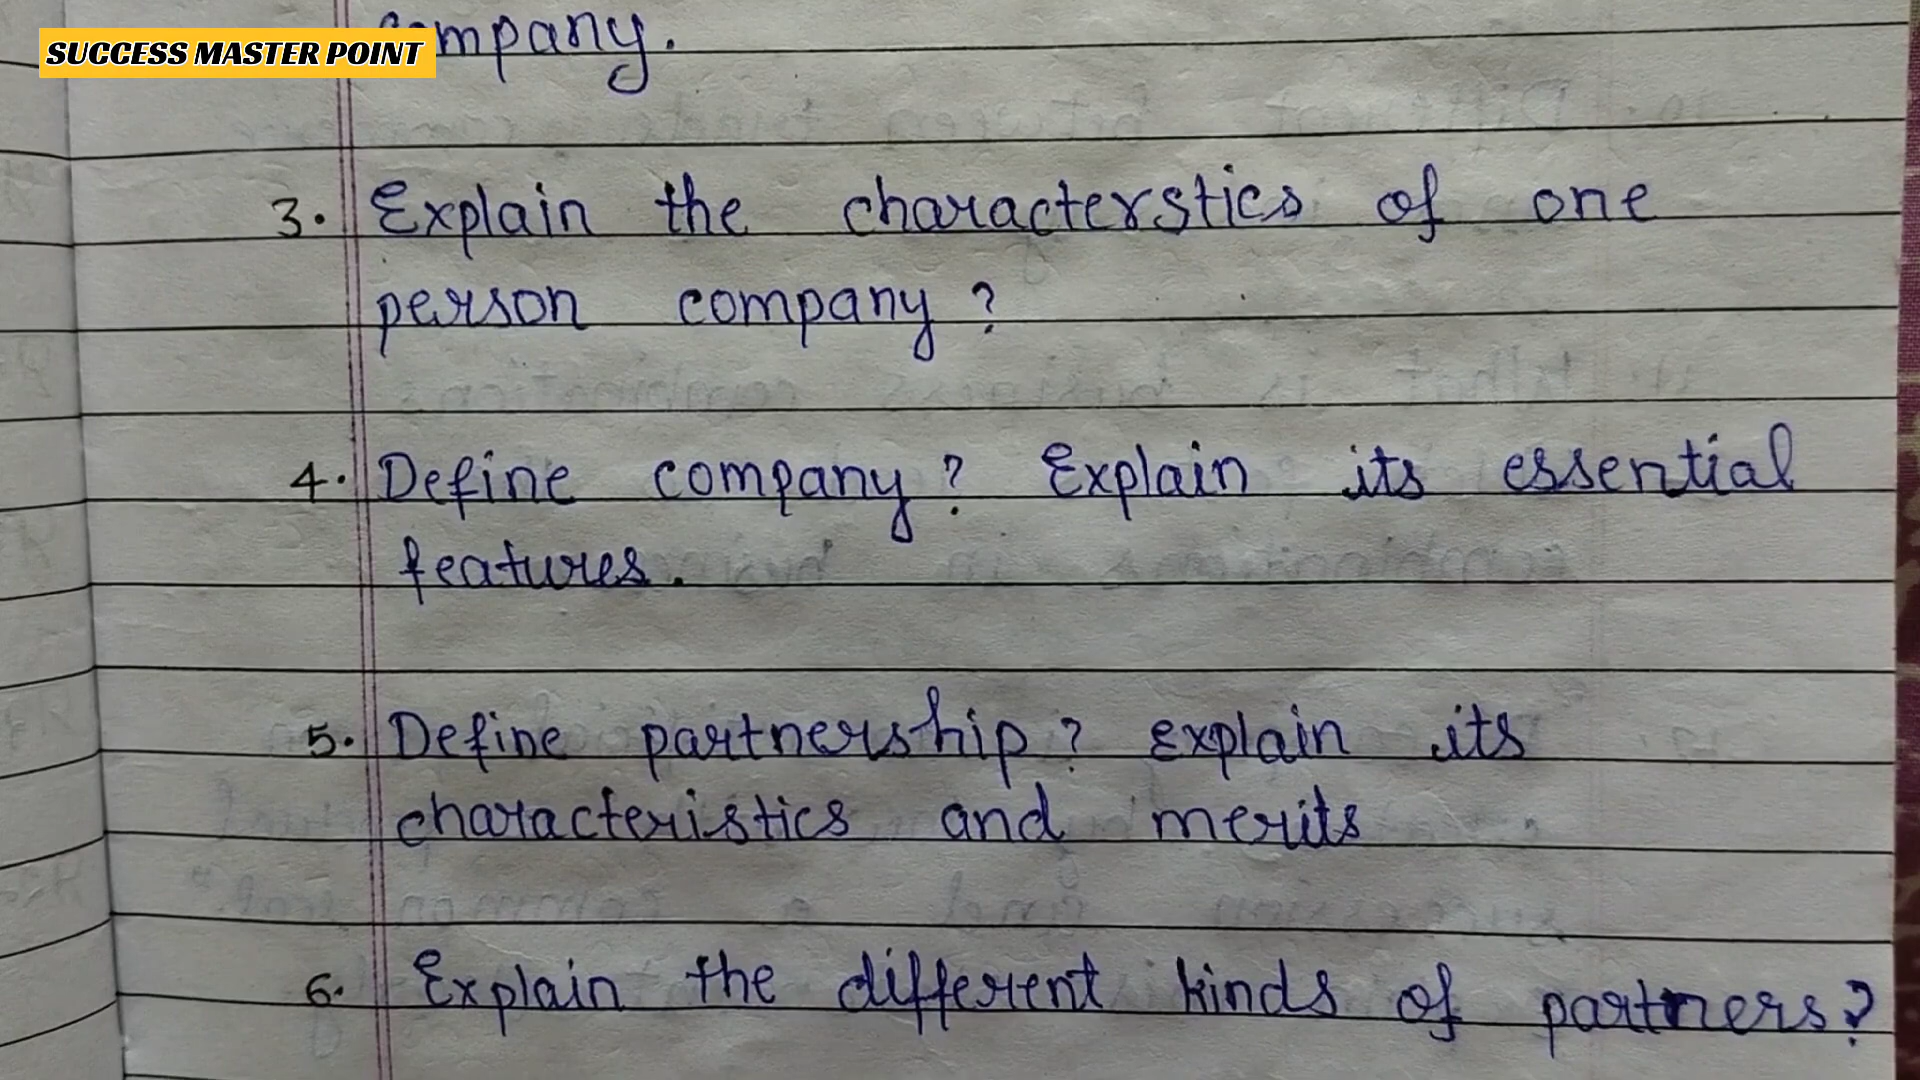 SUCCESS MASTER POINT
company.
3. Explain the characterstics of one
person company?
4. Define company? Explain its essential
features.
5. Define partnership? explain its
characteristics and merits
6. Explain the different kinds of partners?